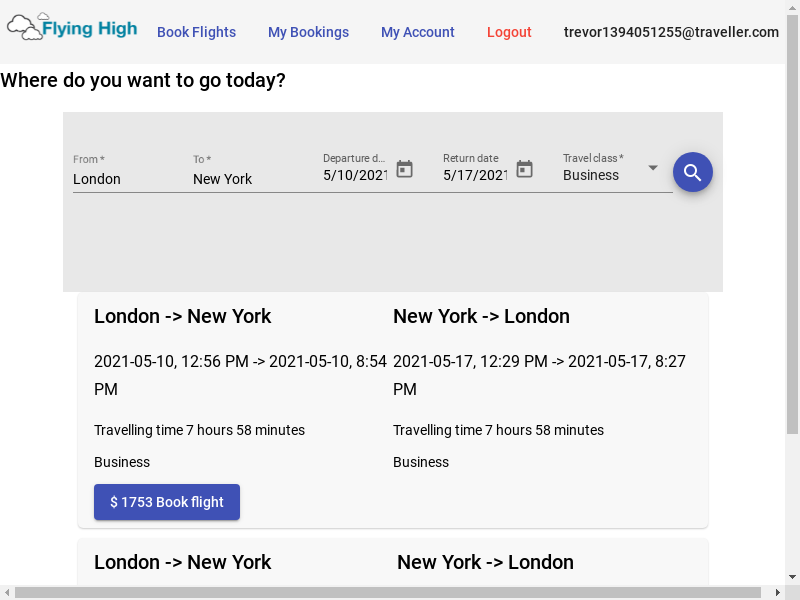 Flying High Book Flights My Bookings My Account Logout trevor1394051255@traveller.com
Where do you want to go today?
From * To * Departure d... Return date Travel class *
London New York 5/10/2021 5/17/2021 Business
London -> New York New York -> London
2021-05-10, 12:56 PM -> 2021-05-10, 8:54 2021-05-17, 12:29 PM -> 2021-05-17, 8:27
PM PM
Travelling time 7 hours 58 minutes Travelling time 7 hours 58 minutes
Business Business
$ 1753 Book flight
London -> New York New York -> London